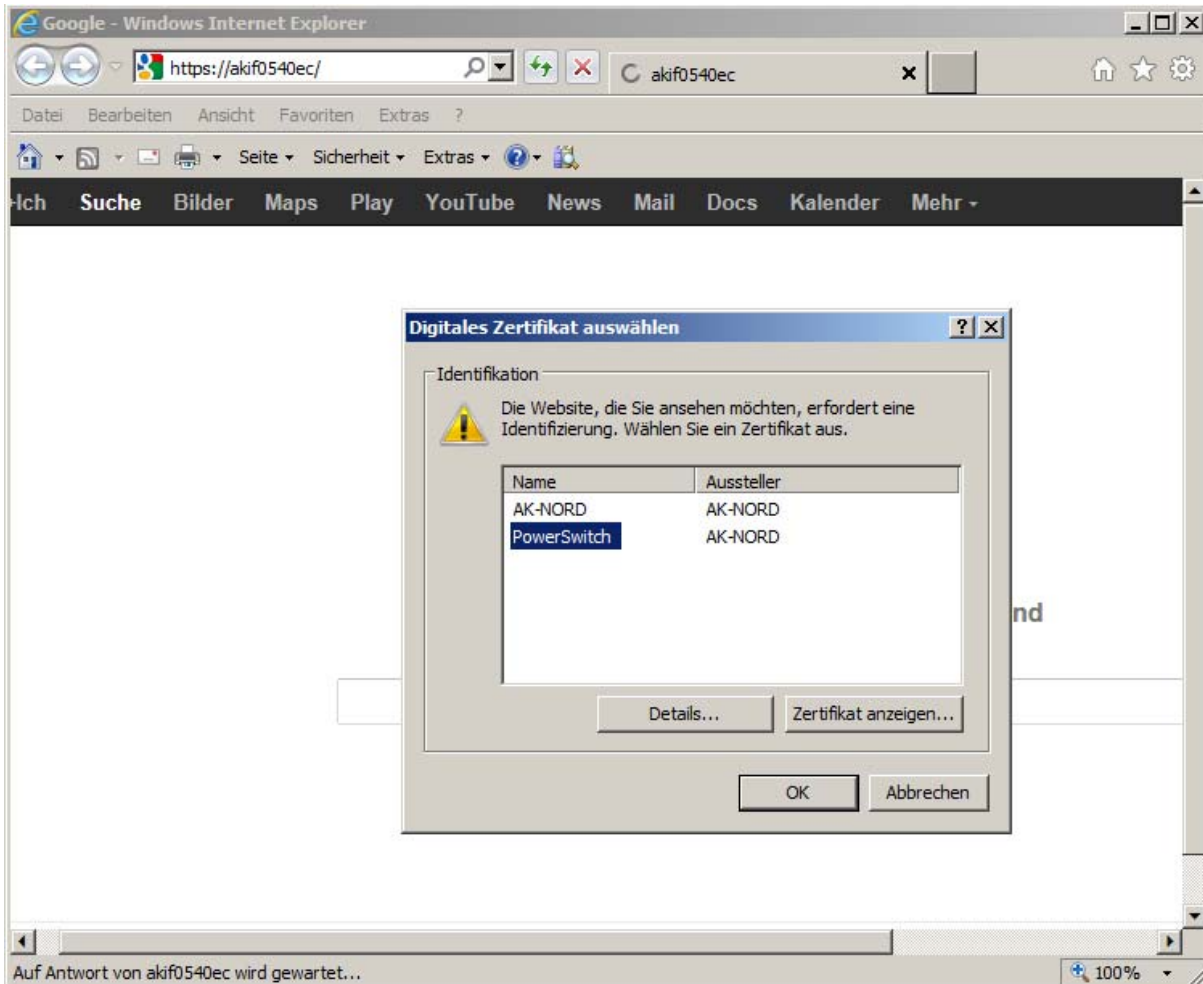 Google - Windows Internet Explorer
https://akif0540ec/
akif0540ec
Datei Bearbeiten Ansicht Favoriten Extras ?
Seite Sicherheit Extras
+Ich Suche Bilder Maps Play YouTube News Mail Docs Kalender Mehr
Digitales Zertifikat auswählen
Identifikation
Die Website, die Sie ansehen möchten, erfordert eine
Identifizierung. Wählen Sie ein Zertifikat aus.
Name Aussteller
AK-NORD AK-NORD
PowerSwitch AK-NORD
nd
Details... Zertifikat anzeigen...
OK Abbrechen
Auf Antwort von akif0540ec wird gewartet... 100%